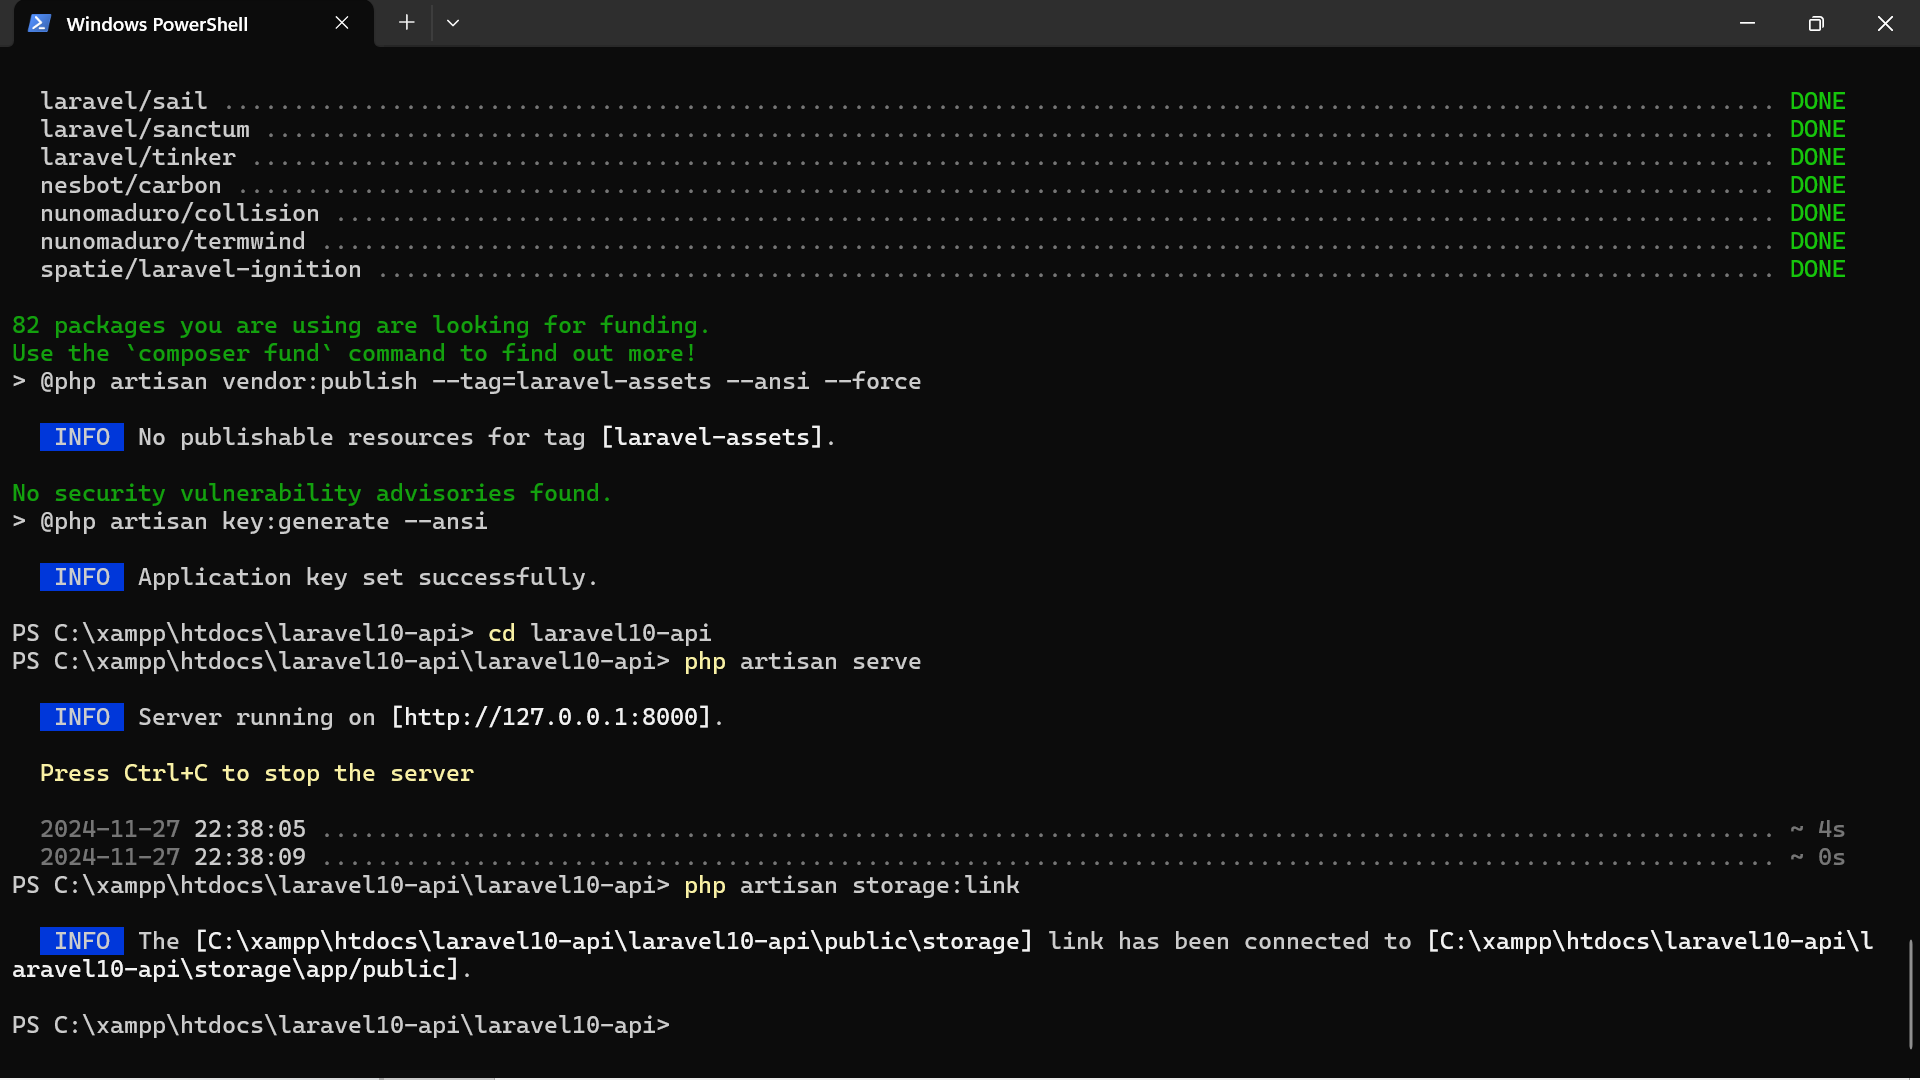 Windows PowerShell
laravel/sail .............................................................................................................. DONE
laravel/sanctum ........................................................................................................... DONE
laravel/tinker ............................................................................................................ DONE
nesbot/carbon ............................................................................................................. DONE
nunomaduro/collision ...................................................................................................... DONE
nunomaduro/termwind ....................................................................................................... DONE
spatie/laravel-ignition ................................................................................................... DONE
82 packages you are using are looking for funding.
Use the `composer fund` command to find out more!
> @php artisan vendor:publish --tag=laravel-assets --ansi --force
INFO No publishable resources for tag [laravel-assets].
No security vulnerability advisories found.
> @php artisan key:generate --ansi
INFO Application key set successfully.
PS C:\xampp\htdocs\laravel10-api> cd laravel10-api
PS C:\xampp\htdocs\laravel10-api\laravel10-api> php artisan serve
INFO Server running on [http://127.0.0.1:8000].
Press Ctrl+C to stop the server
2024-11-27 22:38:05 ....................................................................................................... ~ 4s
2024-11-27 22:38:09 ....................................................................................................... ~ 0s
PS C:\xampp\htdocs\laravel10-api\laravel10-api> php artisan storage:link
INFO The [C:\xampp\htdocs\laravel10-api\laravel10-api\public\storage] link has been connected to [C:\xampp\htdocs\laravel10-api\l
aravel10-api\storage\app/public].
PS C:\xampp\htdocs\laravel10-api\laravel10-api>